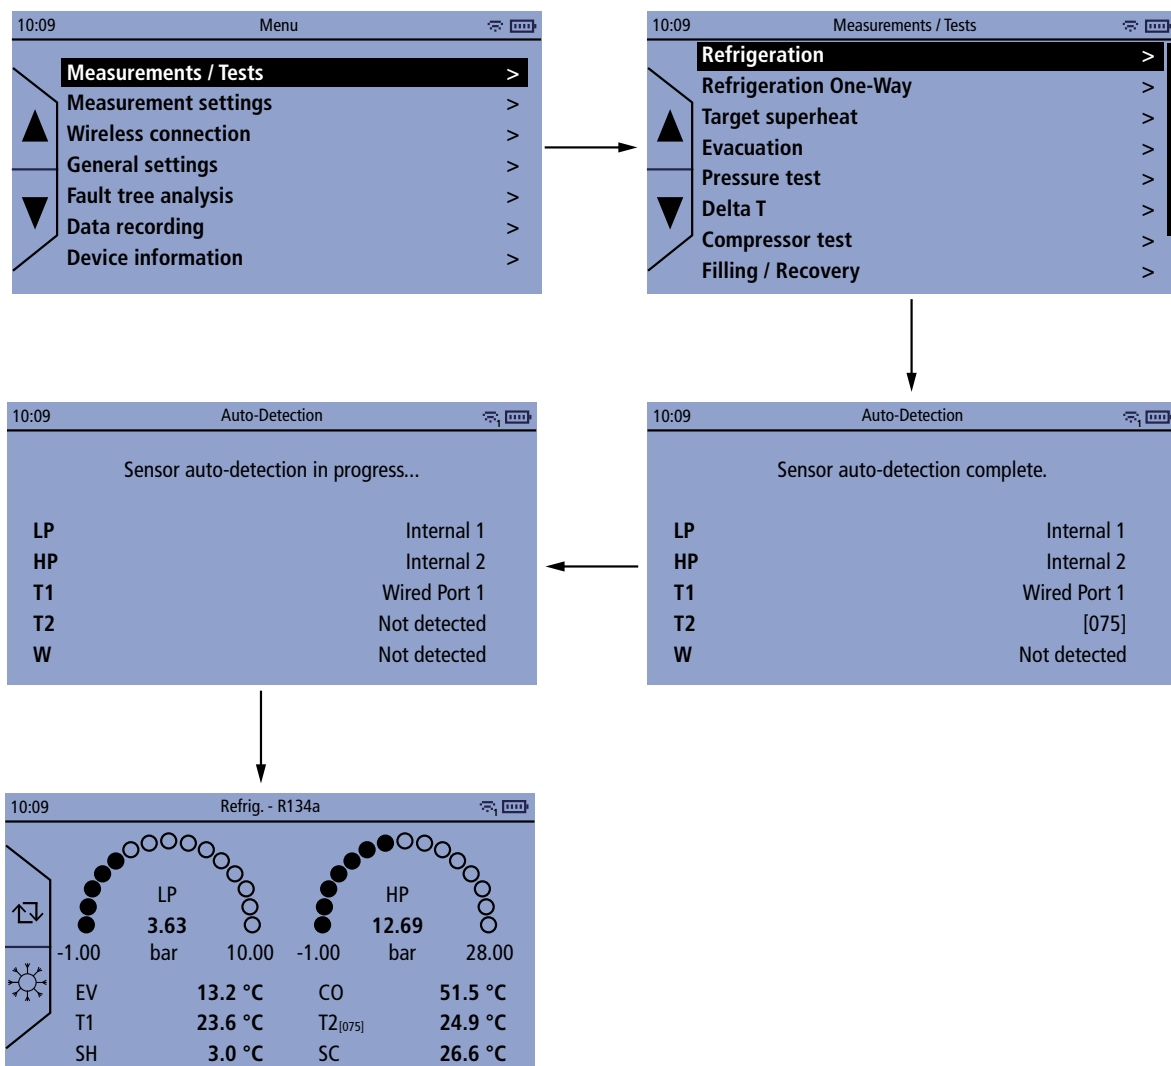 10:09 Menu
Measurements / Tests >
Measurement settings >
Wireless connection >
General settings >
Fault tree analysis >
Data recording >
Device information >
10:09 Measurements / Tests
Refrigeration >
Refrigeration One-Way >
Target superheat >
Evacuation >
Pressure test >
Delta T >
Compressor test >
Filling / Recovery >
10:09 Auto-Detection 1
Sensor auto-detection in progress...
LP Internal 1
HP Internal 2
T1 Wired Port 1
T2 Not detected
W Not detected
10:09 Auto-Detection 1
Sensor auto-detection complete.
LP Internal 1
HP Internal 2
T1 Wired Port 1
T2 [075]
W Not detected
10:09 Refrig. - R134a 1
LP HP
3.63 12.69
-1.00 bar 10.00 -1.00 bar 28.00
EV 13.2 °C CO 51.5 °C
T1 23.6 °C T2[075] 24.9 °C
SH 3.0 °C SC 26.6 °C